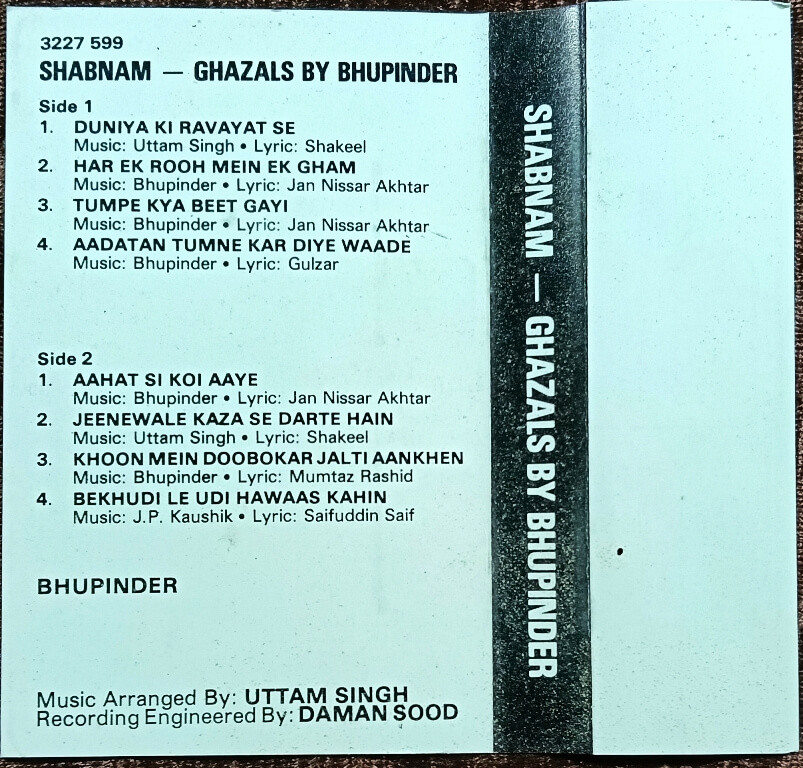 3227 599
SHABNAM — GHAZALS BY BHUPINDER
Side 1
1. DUNIYA KI RAVAYAT SE
Music: Uttam Singh • Lyric: Shakeel
2. HAR EK ROOH MEIN EK GHAM
Music: Bhupinder • Lyric: Jan Nissar Akhtar
3. TUMPE KYA BEET GAYI
Music: Bhupinder • Lyric: Jan Nissar Akhtar
4. AADATAN TUMNE KAR DIYE WAADE
Music: Bhupinder • Lyric: Gulzar
Side 2
1. AAHAT SI KOI AAYE
Music: Bhupinder • Lyric: Jan Nissar Akhtar
2. JEENEWALE KAZA SE DARTE HAIN
Music: Uttam Singh • Lyric: Shakeel
3. KHOON MEIN DOOBOKAR JALTI AANKHEN
Music: Bhupinder • Lyric: Mumtaz Rashid
4. BEKHUDI LE UDI HAWAAS KAHIN
Music: J.P. Kaushik • Lyric: Saifuddin Saif
BHUPINDER
Music Arranged By: UTTAM SINGH
Recording Engineered By: DAMAN SOOD
SHABNAM — GHAZALS BY BHUPINDER